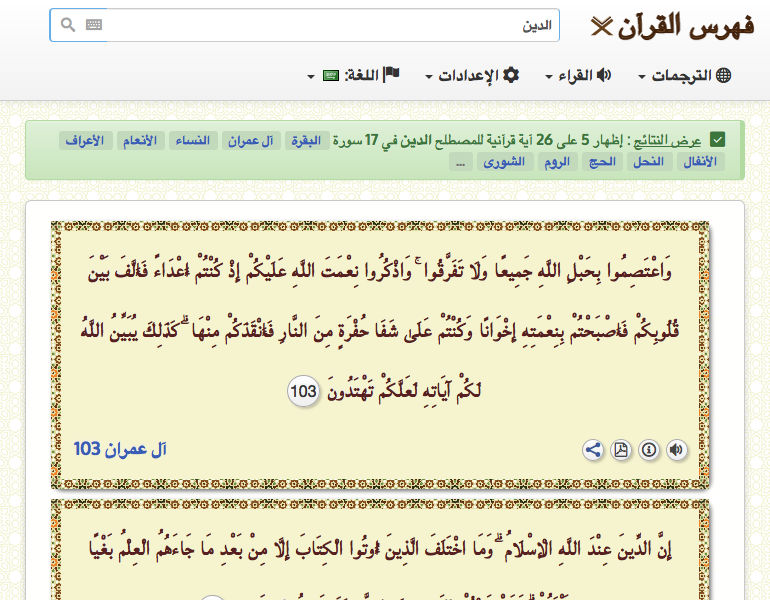 فهرس القرآن
الدين
الترجمات
القراء
الإعدادات
اللغة:
عرض النتائج : إظهار 5 على 26 آية قرآنية للمصطلح الدين في 17 سورة البقرة آل عمران النساء الأنعام الأعراف
الأنفال النحل الحج الروم الشورى ...
وَاعْتَصِمُوا بِحَبْلِ اللَّهِ جَمِيعًا وَلَا تَفَرَّقُوا ۚ وَاذْكُرُوا نِعْمَتَ اللَّهِ عَلَيْكُمْ إِذْ كُنْتُمْ أَعْدَاءً فَأَلَّفَ بَيْنَ
قُلُوبِكُمْ فَأَصْبَحْتُمْ بِنِعْمَتِهِ إِخْوَانًا وَكُنْتُمْ عَلَىٰ شَفَا حُفْرَةٍ مِنَ النَّارِ فَأَنْقَذَكُمْ مِنْهَا ۗ كَذَٰلِكَ يُبَيِّنُ اللَّهُ
لَكُمْ آيَاتِهِ لَعَلَّكُمْ تَهْتَدُونَ 103
آل عمران 103
إِنَّ الدِّينَ عِنْدَ اللَّهِ الْإِسْلَامُ ۗ وَمَا اخْتَلَفَ الَّذِينَ أُوتُوا الْكِتَابَ إِلَّا مِنْ بَعْدِ مَا جَاءَهُمُ الْعِلْمُ بَغْيًا